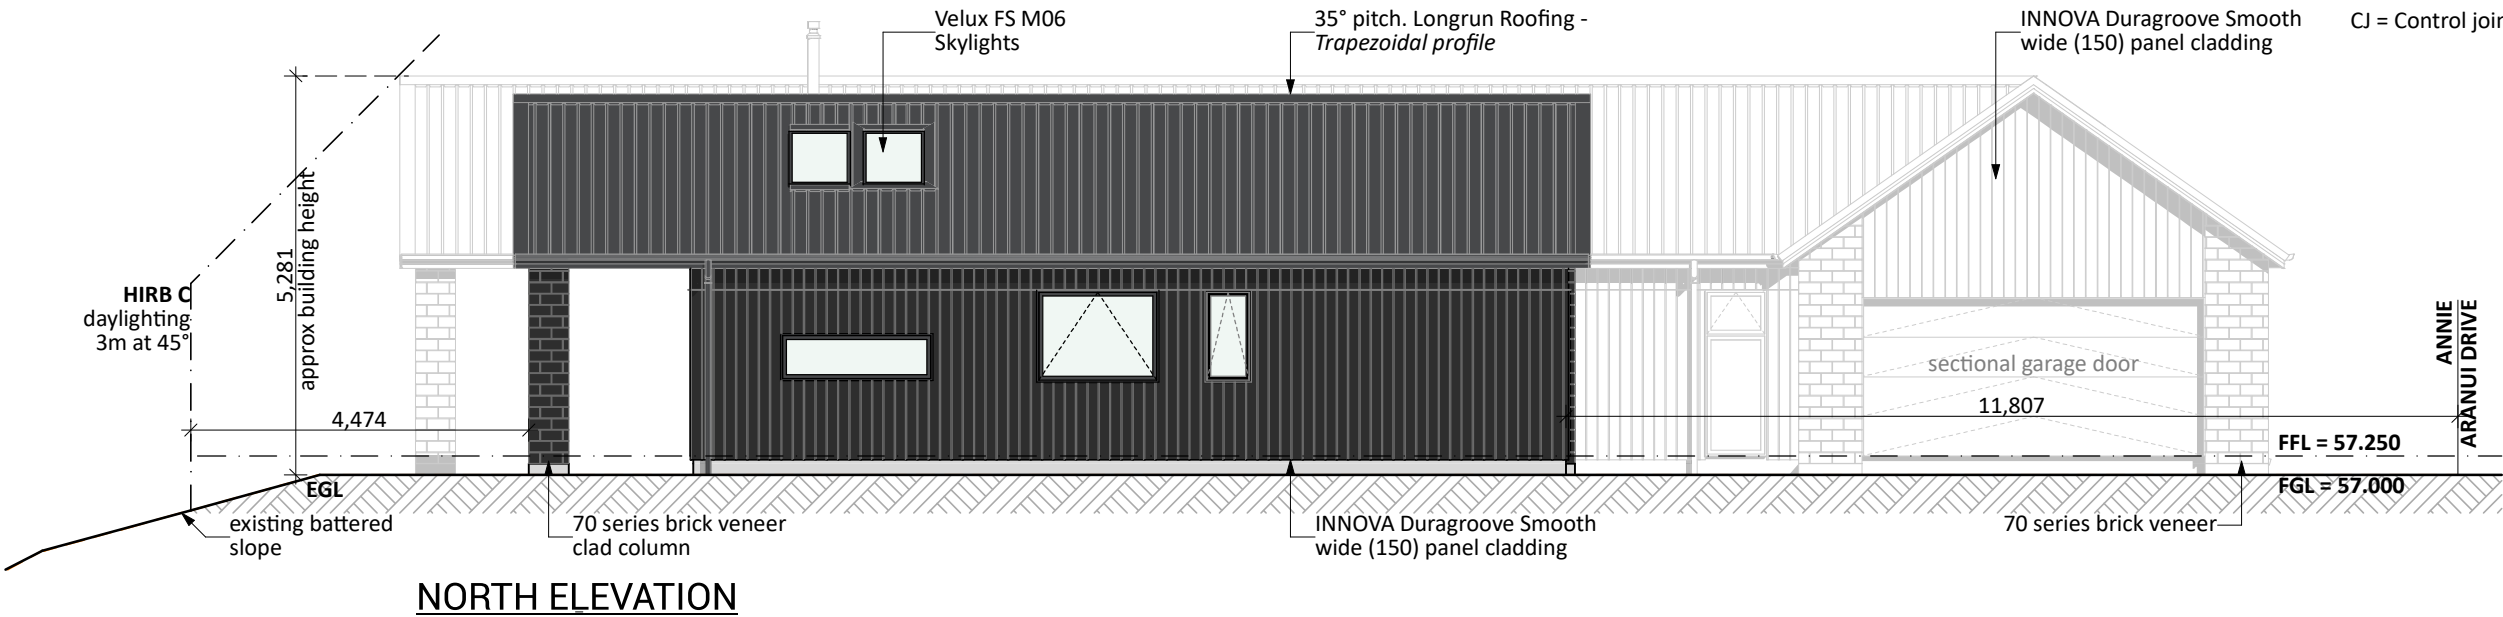 Velux FS M06
Skylights
35° pitch. Longrun Roofing -
Trapezoidal profile
INNOVA Duragroove Smooth
wide (150) panel cladding
CJ = Control join
5,281
approx building height
HIRB C
daylighting
3m at 45°
4,474
sectional garage door
11,807
ANNIE
ARANUI DRIVE
FFL = 57.250
FGL = 57.000
EGL
existing battered
slope
70 series brick veneer
clad column
INNOVA Duragroove Smooth
wide (150) panel cladding
70 series brick veneer
NORTH ELEVATION